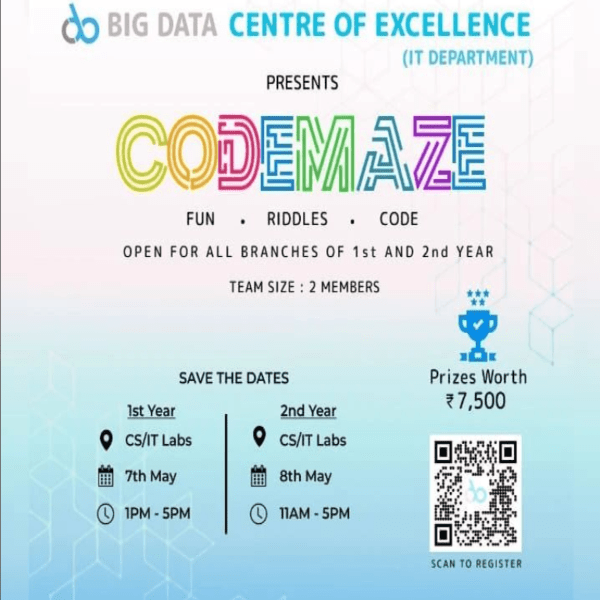 BIG DATA CENTRE OF EXCELLENCE
(IT DEPARTMENT)
PRESENTS
CODEMAZE
FUN . RIDDLES . CODE
OPEN FOR ALL BRANCHES OF 1st AND 2nd YEAR
TEAM SIZE : 2 MEMBERS
Prizes Worth
₹7,500
SAVE THE DATES
1st Year
CS/IT Labs
7th May
1PM - 5PM
2nd Year
CS/IT Labs
8th May
11AM - 5PM
SCAN TO REGISTER